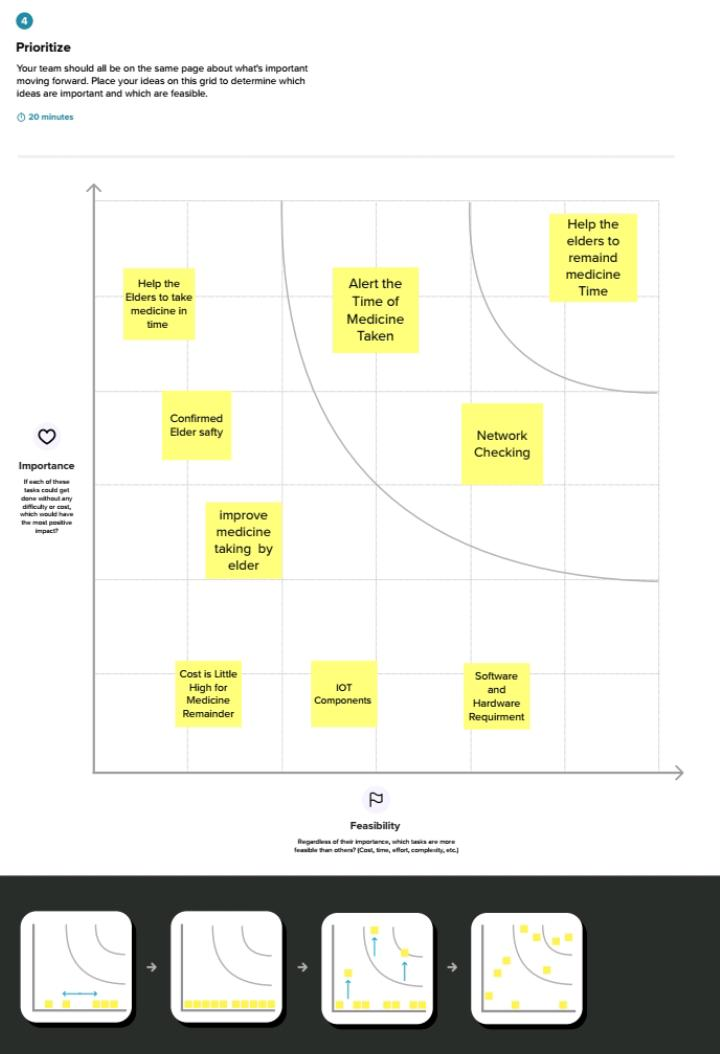 4
Prioritize
Your team should all be on the same page about what's important
moving forward. Place your ideas on this grid to determine which
ideas are important and which are feasible.
20 minutes
Help the
elders to
remaind
medicine
Time
Help the
Elders to take
medicine in
time
Alert the
Time of
Medicine
Taken
Confirmed
Elder safty
Network
Checking
Importance
If each of these
tasks could get
done without any
difficulty or cost,
which would have
the most positive
impact?
improve
medicine
taking by
elder
Cost is Little
High for
Medicine
Remainder
IOT
Components
Software
and
Hardware
Requirment
Feasibility
Regardless of their importance, which tasks are more
feasible than others? (Cost, time, effort, complexity, etc.)